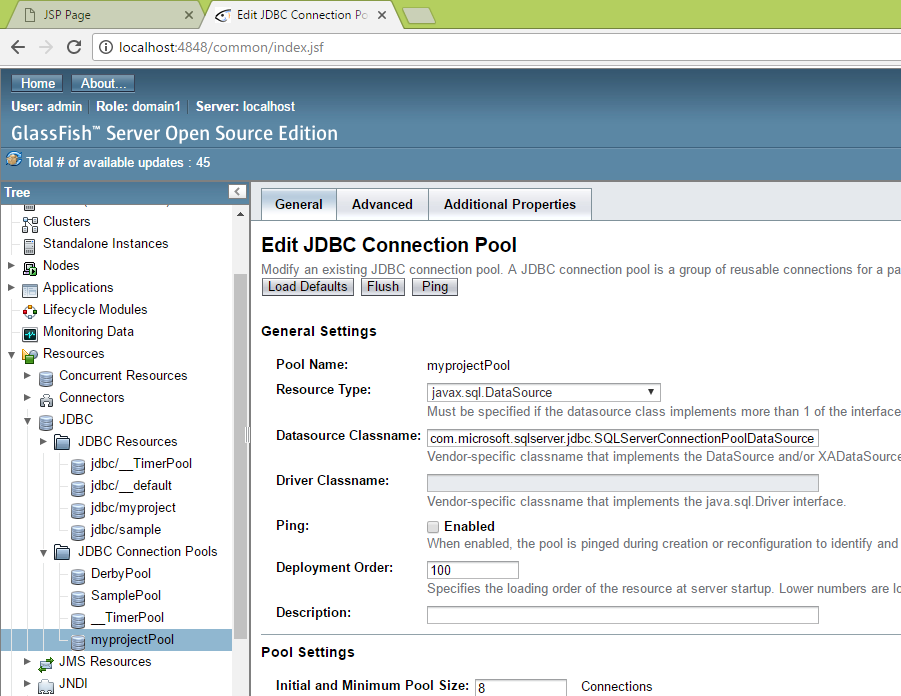 JSP Page
Edit JDBC Connection Po
localhost:4848/common/index.jsf
Home About...
User: admin Role: domain1 Server: localhost
GlassFish™ Server Open Source Edition
Total # of available updates : 45
Tree
Clusters
Standalone Instances
Nodes
Applications
Lifecycle Modules
Monitoring Data
Resources
Concurrent Resources
Connectors
JDBC
JDBC Resources
jdbc/__TimerPool
jdbc/__default
jdbc/myproject
jdbc/sample
JDBC Connection Pools
DerbyPool
SamplePool
__TimerPool
myprojectPool
JMS Resources
JNDI
General Advanced Additional Properties
Edit JDBC Connection Pool
Modify an existing JDBC connection pool. A JDBC connection pool is a group of reusable connections for a pa
Load Defaults Flush Ping
General Settings
Pool Name: myprojectPool
Resource Type: javax.sql.DataSource
Must be specified if the datasource class implements more than 1 of the interface
Datasource Classname: com.microsoft.sqlserver.jdbc.SQLServerConnectionPoolDataSource
Vendor-specific classname that implements the DataSource and/or XADataSource
Driver Classname:
Vendor-specific classname that implements the java.sql.Driver interface.
Ping: Enabled
When enabled, the pool is pinged during creation or reconfiguration to identify and
Deployment Order: 100
Specifies the loading order of the resource at server startup. Lower numbers are lo
Description:
Pool Settings
Initial and Minimum Pool Size: 8 Connections